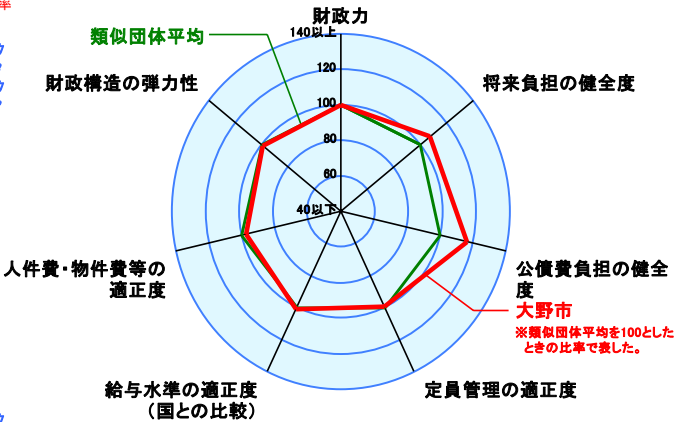 率
財政力
140以上
類似団体平均
120
財政構造の弾力性
将来負担の健全度
100
80
60
40以下
人件費・物件費等の
適正度
公債費負担の健全
度
大野市
※類似団体平均を100とした
ときの比率で表した。
給与水準の適正度
(国との比較)
定員管理の適正度